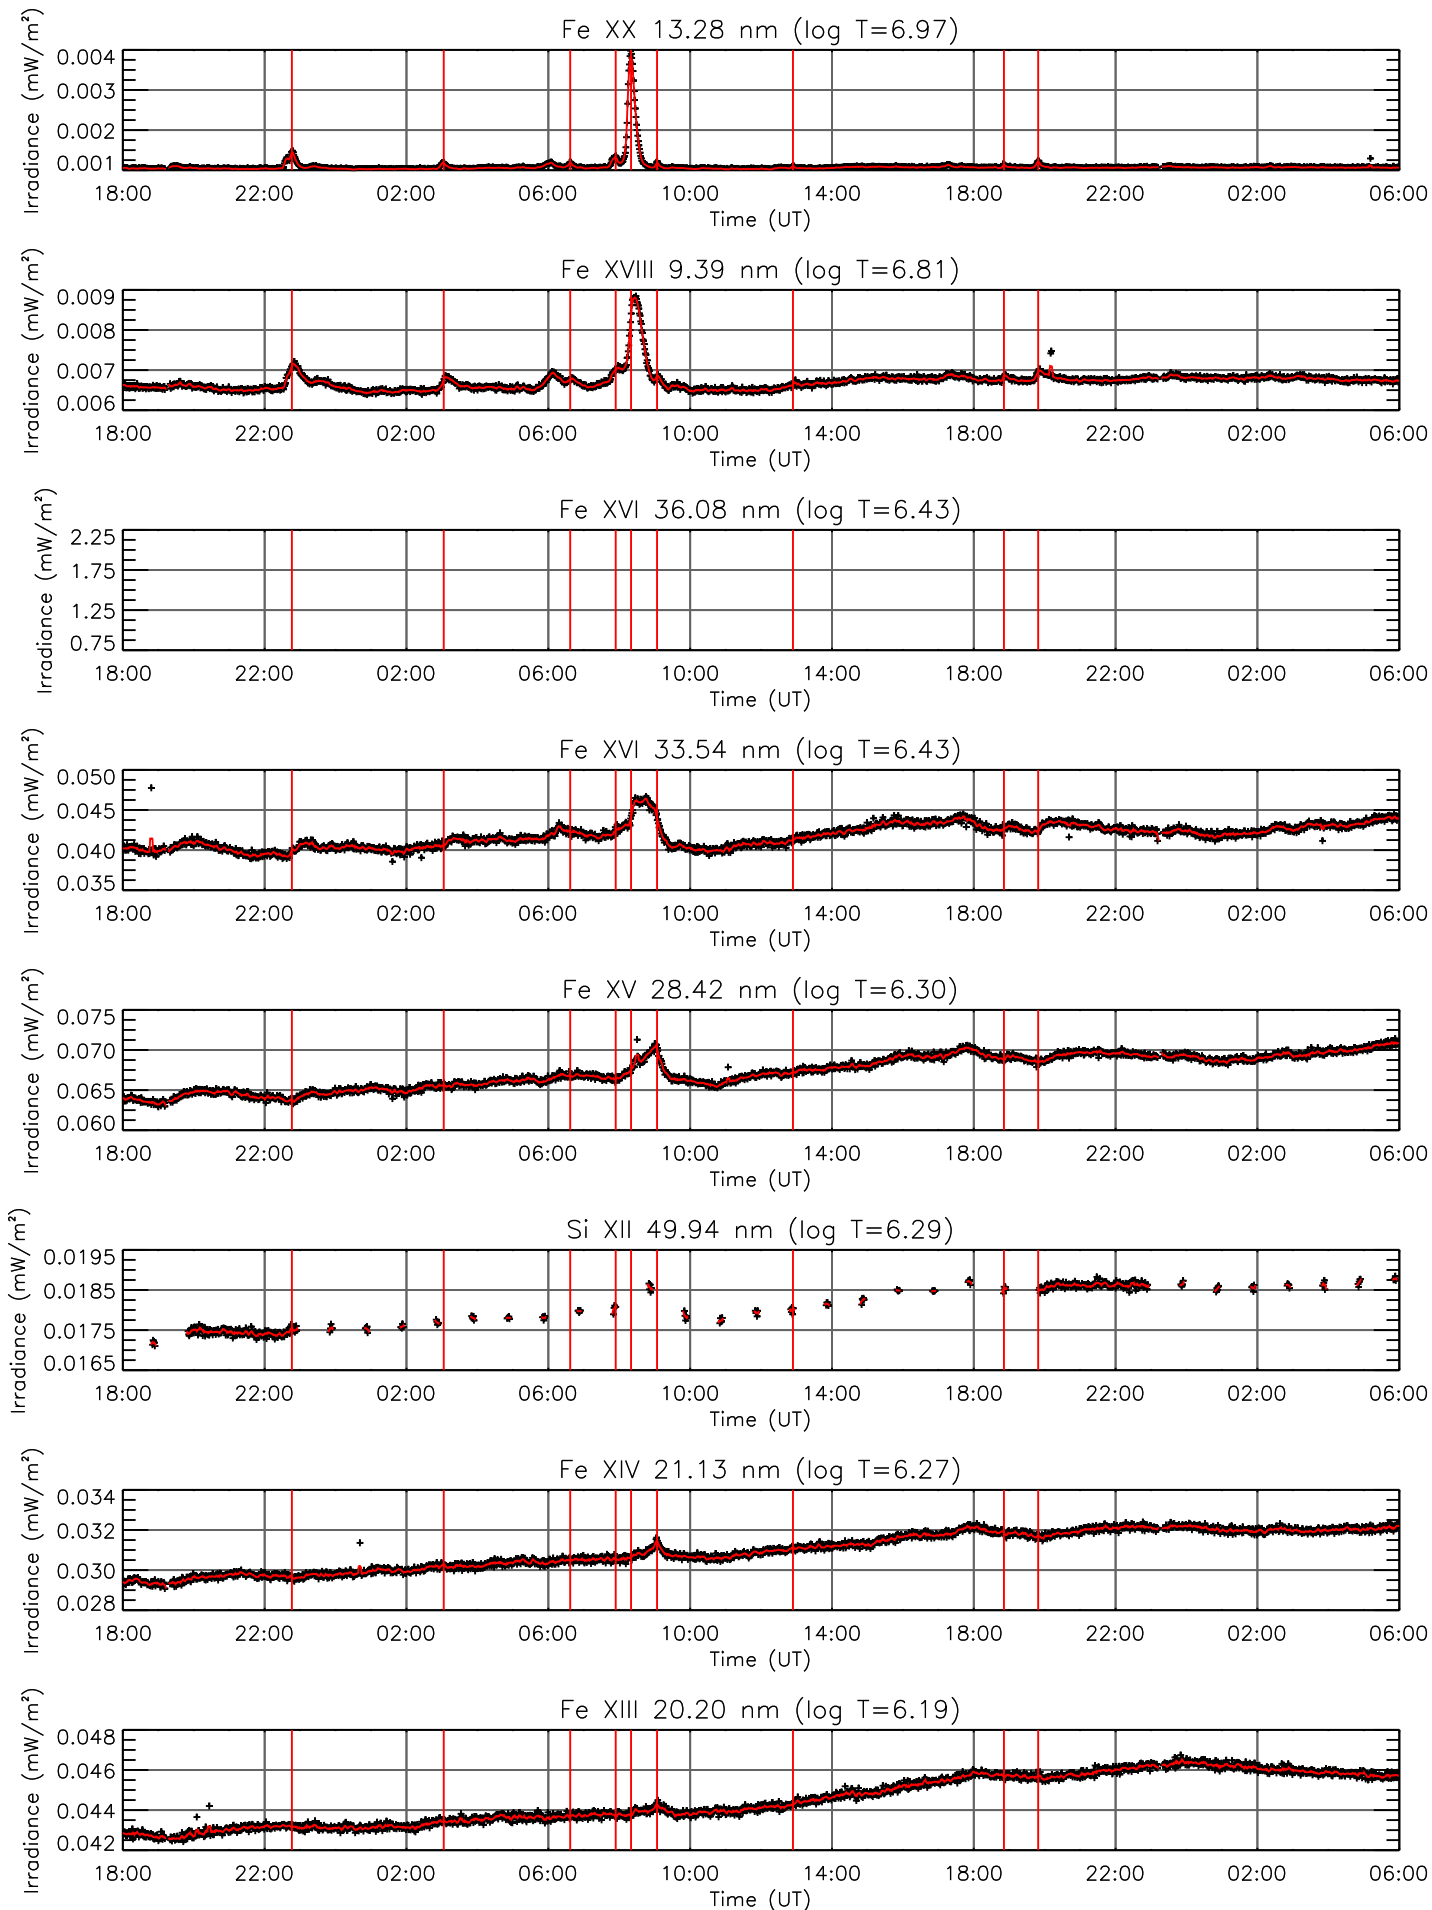 Fe XX 13.28 nm (log T=6.97)
Irradiance (mW/m²)
0.004
0.003
0.002
0.001
18:00 22:00 02:00 06:00 10:00 14:00 18:00 22:00 02:00 06:00
Time (UT)
Fe XVIII 9.39 nm (log T=6.81)
Irradiance (mW/m²)
0.009
0.008
0.007
0.006
18:00 22:00 02:00 06:00 10:00 14:00 18:00 22:00 02:00 06:00
Time (UT)
Fe XVI 36.08 nm (log T=6.43)
Irradiance (mW/m²)
2.25
1.75
1.25
0.75
18:00 22:00 02:00 06:00 10:00 14:00 18:00 22:00 02:00 06:00
Time (UT)
Fe XVI 33.54 nm (log T=6.43)
Irradiance (mW/m²)
0.050
0.045
0.040
0.035
18:00 22:00 02:00 06:00 10:00 14:00 18:00 22:00 02:00 06:00
Time (UT)
Fe XV 28.42 nm (log T=6.30)
Irradiance (mW/m²)
0.075
0.070
0.065
0.060
18:00 22:00 02:00 06:00 10:00 14:00 18:00 22:00 02:00 06:00
Time (UT)
Si XII 49.94 nm (log T=6.29)
Irradiance (mW/m²)
0.0195
0.0185
0.0175
0.0165
18:00 22:00 02:00 06:00 10:00 14:00 18:00 22:00 02:00 06:00
Time (UT)
Fe XIV 21.13 nm (log T=6.27)
Irradiance (mW/m²)
0.034
0.032
0.030
0.028
18:00 22:00 02:00 06:00 10:00 14:00 18:00 22:00 02:00 06:00
Time (UT)
Fe XIII 20.20 nm (log T=6.19)
Irradiance (mW/m²)
0.048
0.046
0.044
0.042
18:00 22:00 02:00 06:00 10:00 14:00 18:00 22:00 02:00 06:00
Time (UT)